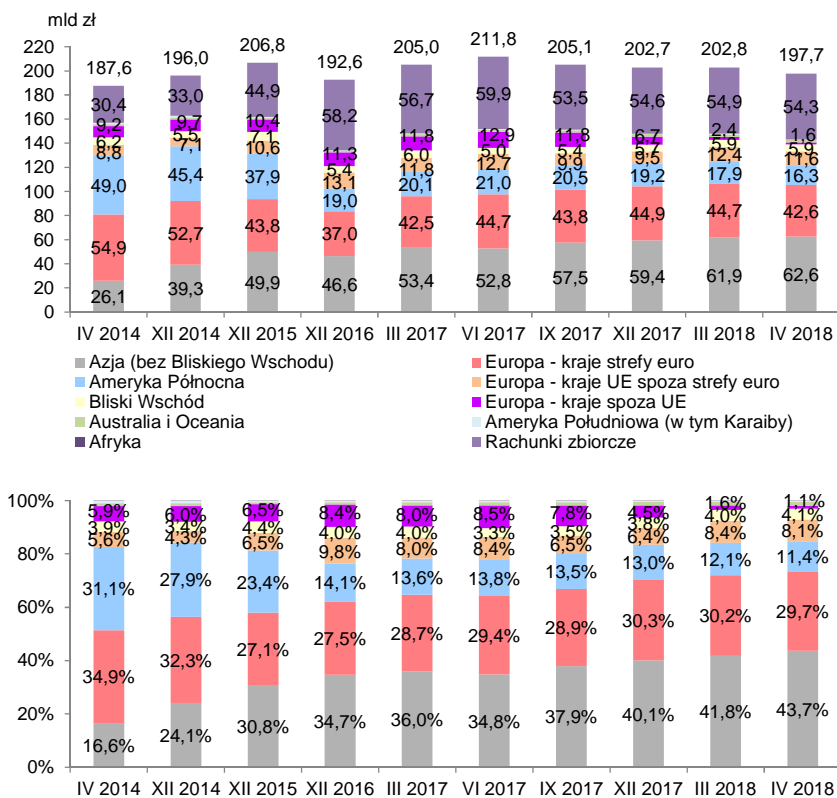 mld zł
220
200
180
160
140
120
100
80
60
40
20
0
187,6 196,0 206,8 192,6 205,0 211,8 205,1 202,7 202,8 197,7
30,4 33,0 44,9 58,2 56,7 59,9 53,5 54,6 54,9 54,3
9,2 9,7 10,4 11,3 11,8 12,9 11,8 6,7 2,4 1,6
6,2 5,5 7,1 5,4 6,0 5,0 5,4 5,7 5,9 5,9
7,1 10,6 13,1 11,8 12,7 9,9 9,5 12,4 11,6
49,0 45,4 37,9 19,0 20,1 21,0 20,5 19,2 17,9 16,3
54,9 52,7 43,8 37,0 42,5 44,7 43,8 44,9 44,7 42,6
26,1 39,3 49,9 46,6 53,4 52,8 57,5 59,4 61,9 62,6
IV 2014 XII 2014 XII 2015 XII 2016 III 2017 VI 2017 IX 2017 XII 2017 III 2018 IV 2018
Azja (bez Bliskiego Wschodu) Europa - kraje strefy euro
Ameryka Północna Europa - kraje UE spoza strefy euro
Bliski Wschód Europa - kraje spoza UE
Australia i Oceania Ameryka Południowa (w tym Karaiby)
Afryka Rachunki zbiorcze
100%
80%
60%
40%
20%
0%
5,9% 6,0% 6,5% 8,4% 8,0% 8,5% 7,8% 4,5% 1,6% 1,1%
3,9% 3,4% 4,4% 4,0% 4,0% 3,3% 3,5% 3,8% 4,0% 4,1%
3,6% 4,3% 6,5% 9,8% 8,0% 8,4% 6,5% 6,4% 8,4% 8,1%
31,1% 27,9% 23,4% 14,1% 13,6% 13,8% 13,5% 13,0% 12,1% 11,4%
34,9% 32,3% 27,1% 27,5% 28,7% 29,4% 28,9% 30,3% 30,2% 29,7%
16,6% 24,1% 30,8% 34,7% 36,0% 34,8% 37,9% 40,1% 41,8% 43,7%
IV 2014 XII 2014 XII 2015 XII 2016 III 2017 VI 2017 IX 2017 XII 2017 III 2018 IV 2018